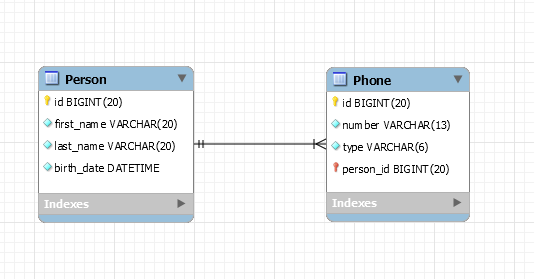 Person
id BIGINT(20)
first_name VARCHAR(20)
last_name VARCHAR(20)
birth_date DATETIME
Indexes
Phone
id BIGINT(20)
number VARCHAR(13)
type VARCHAR(6)
person_id BIGINT(20)
Indexes